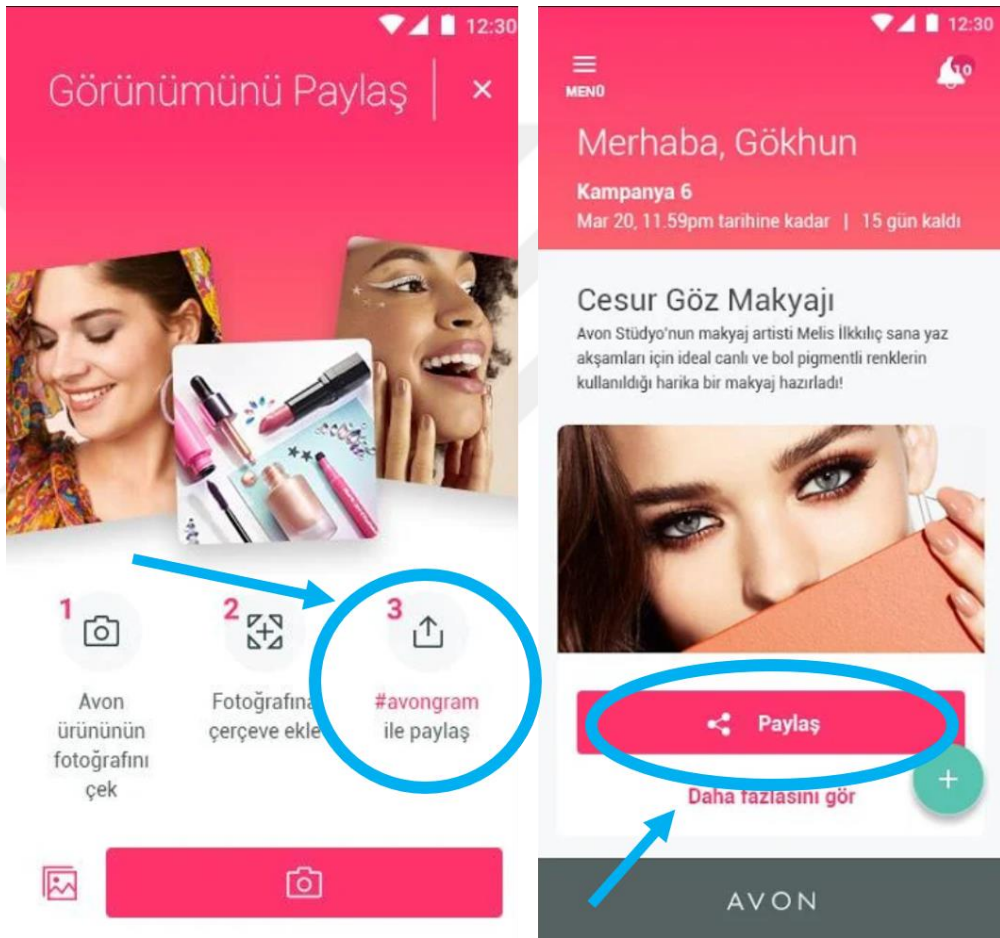 12:30
Görünümünü Paylaş
1
2
3
Avon
ürününün
fotoğrafını
çek
Fotoğrafına
çerçeve ekle
#avongram
ile paylaş
12:30
MENÜ
10
Merhaba, Gökhun
Kampanya 6
Mar 20, 11.59pm tarihine kadar | 15 gün kaldı
Cesur Göz Makyajı
Avon Stüdyo'nun makyaj artisti Melis İlkkılıç sana yaz
akşamları için ideal canlı ve bol pigmentli renklerin
kullanıldığı harika bir makyaj hazırladı!
Paylaş
Daha fazlasını gör
AVON